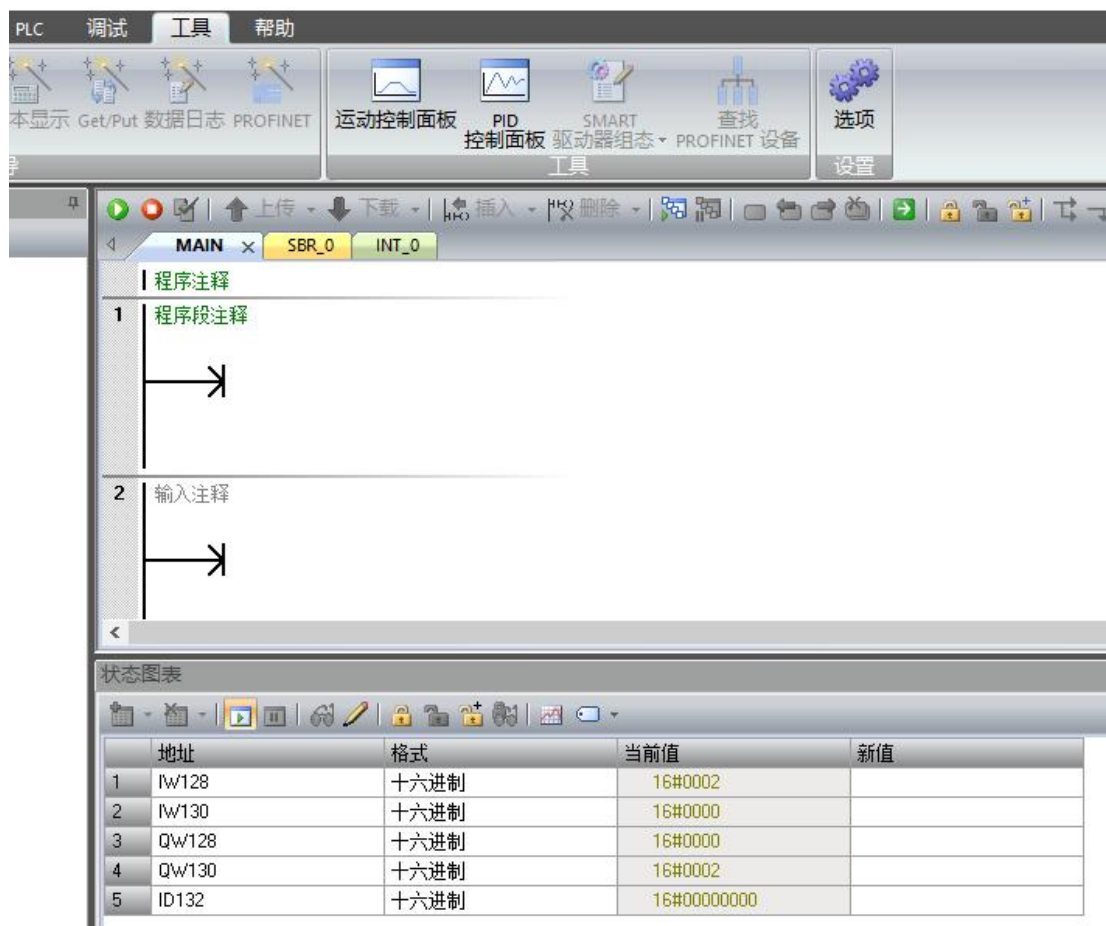 PLC 调试 工具 帮助
本显示 Get/Put 数据日志 PROFINET 运动控制面板 PID 控制面板 SMART 驱动器组态 查找 PROFINET 设备 选项
工具 设置
上传 下载 插入 删除
MAIN SBR_0 INT_0
程序注释
1 程序段注释
2 输入注释
状态图表
地址 格式 当前值 新值
1 IW128 十六进制 16#0002
2 IW130 十六进制 16#0000
3 QW128 十六进制 16#0000
4 QW130 十六进制 16#0002
5 ID132 十六进制 16#00000000